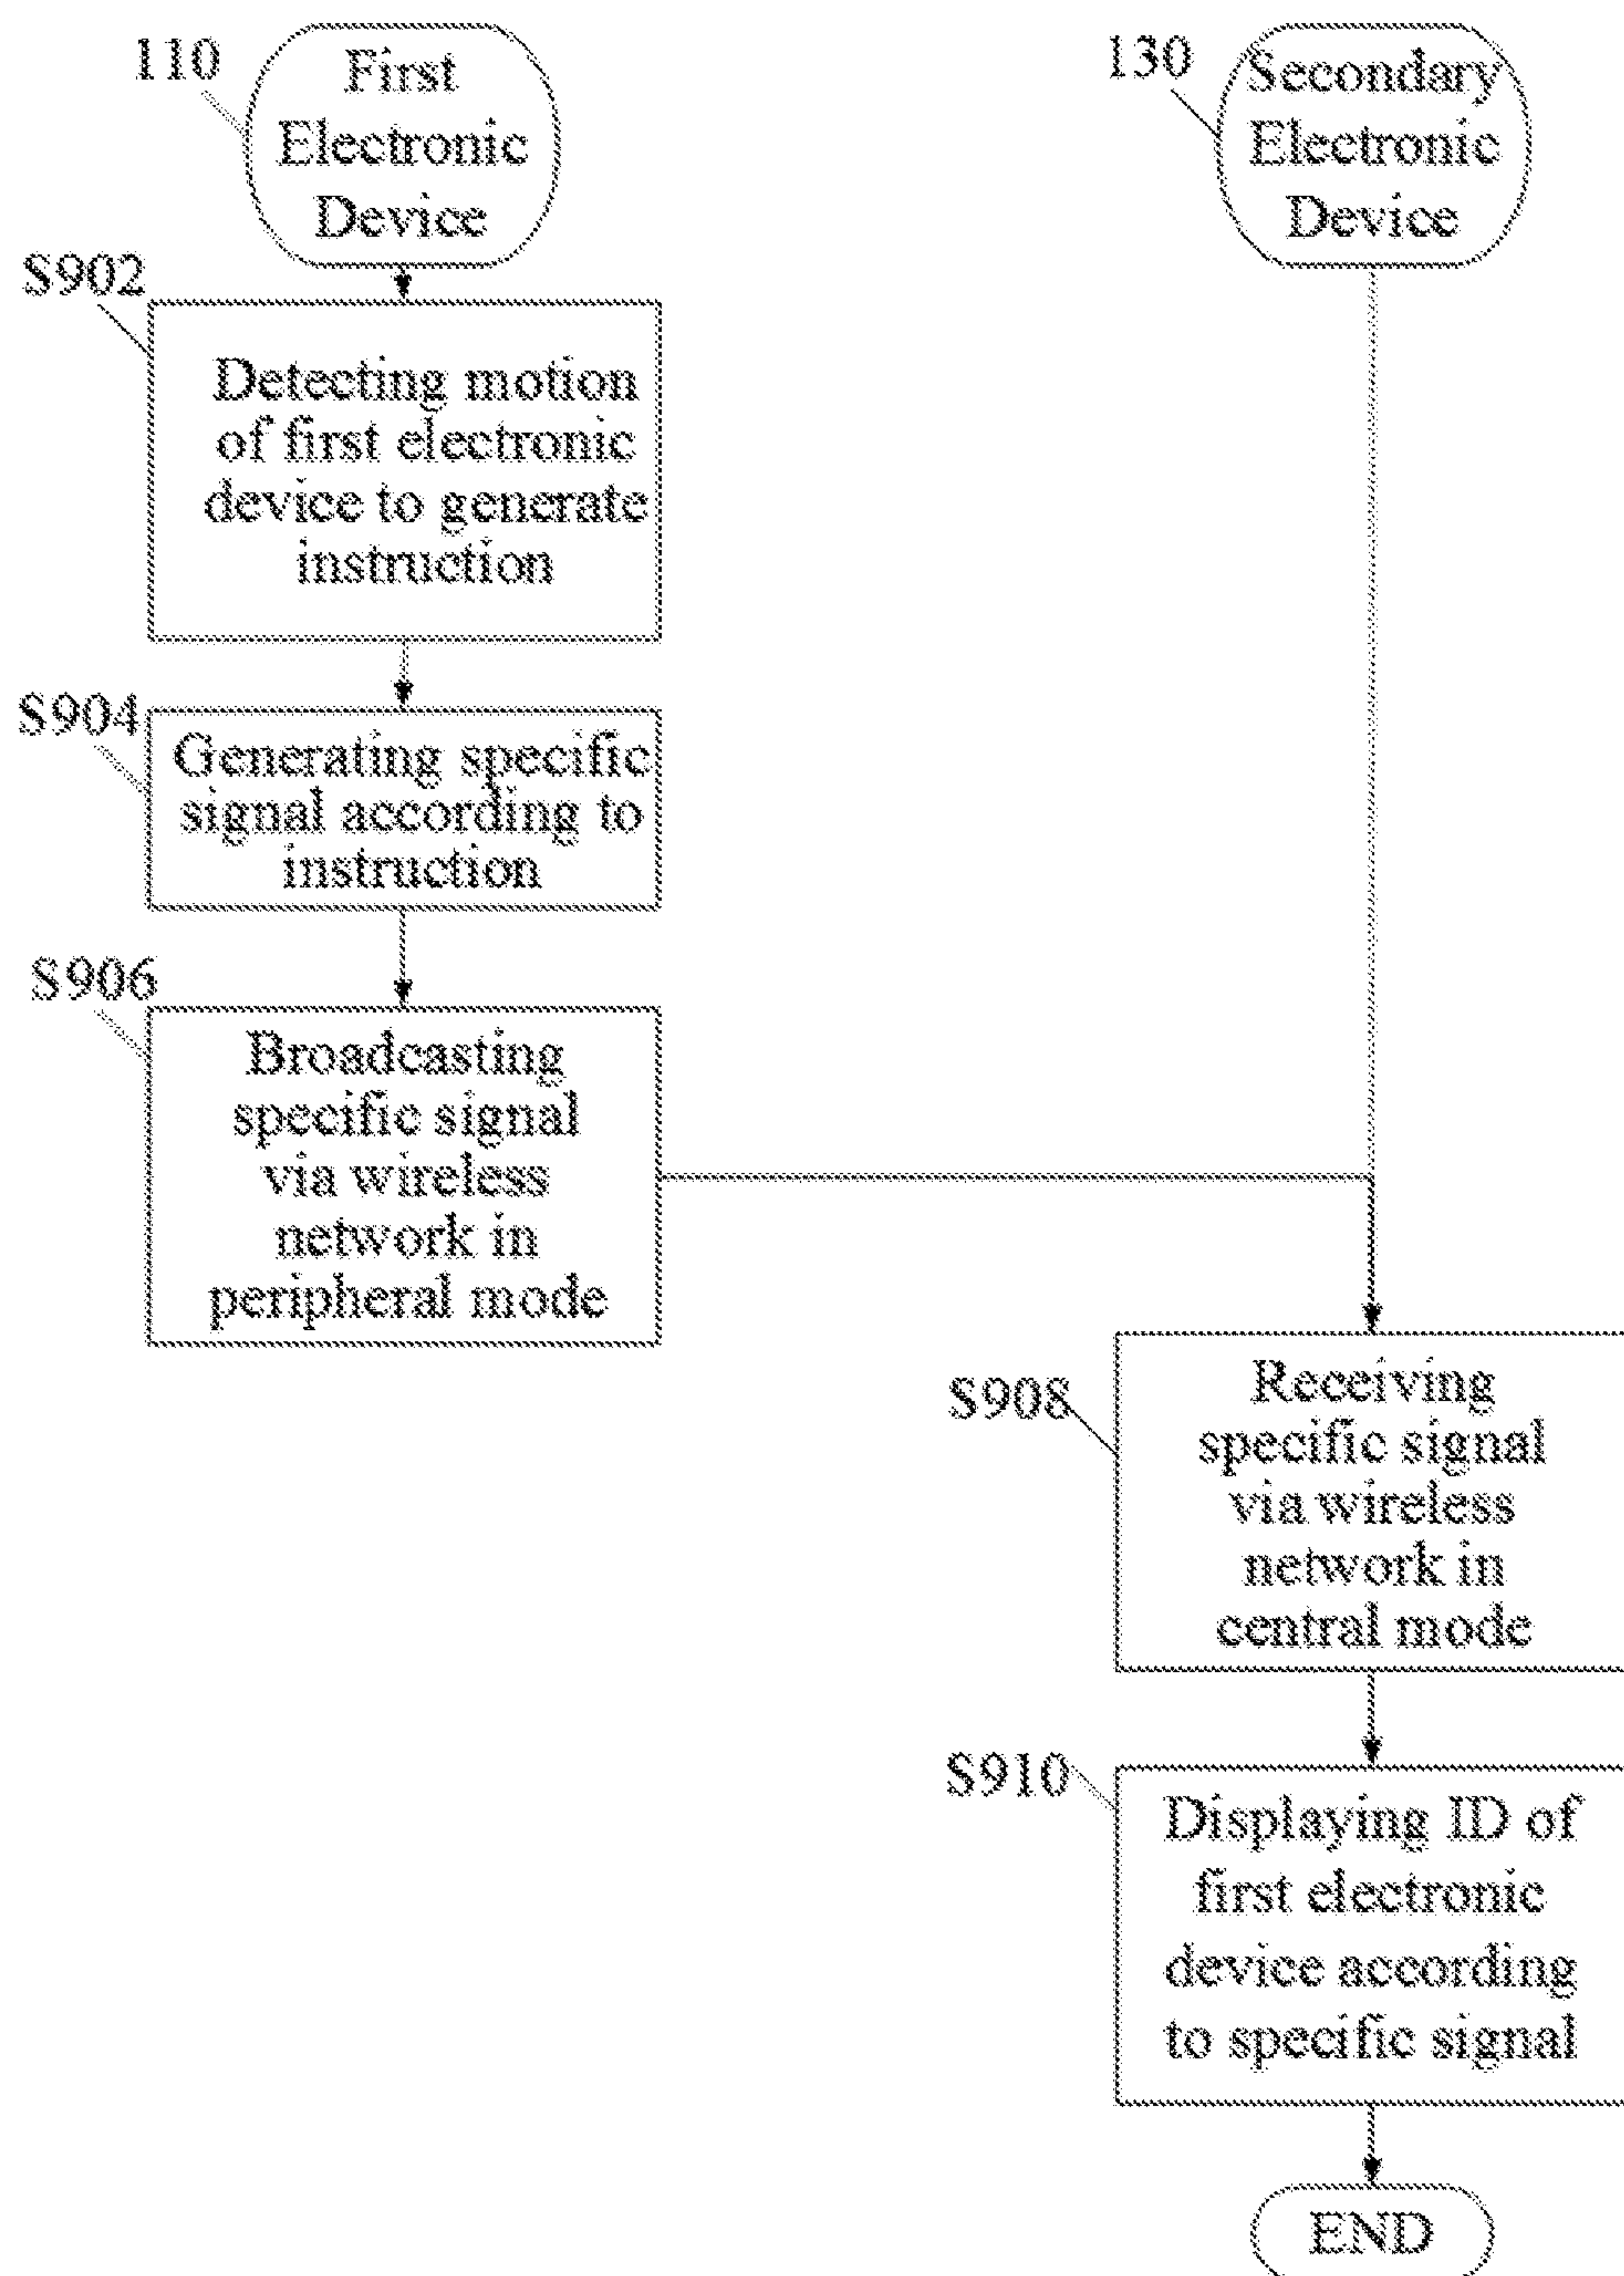 110
First
Electronic
Device
130
Secondary
Electronic
Device
S902
Detecting motion
of first electronic
device to generate
instruction
S904
Generating specific
signal according to
instruction
S906
Broadcasting
specific signal
via wireless
network in
peripheral mode
S908
Receiving
specific signal
via wireless
network in
central mode
S910
Displaying ID of
first electronic
device according
to specific signal
END